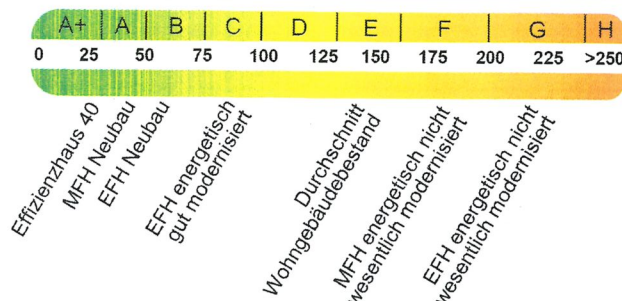 A+ A B C D E F G H
0 25 50 75 100 125 150 175 200 225 >250
Effizienzhaus 40
MFH Neubau
EFH Neubau
EFH energetisch
gut modernisiert
Durchschnitt
Wohngebäudebestand
MFH energetisch nicht
wesentlich modernisiert
EFH energetisch nicht
wesentlich modernisiert